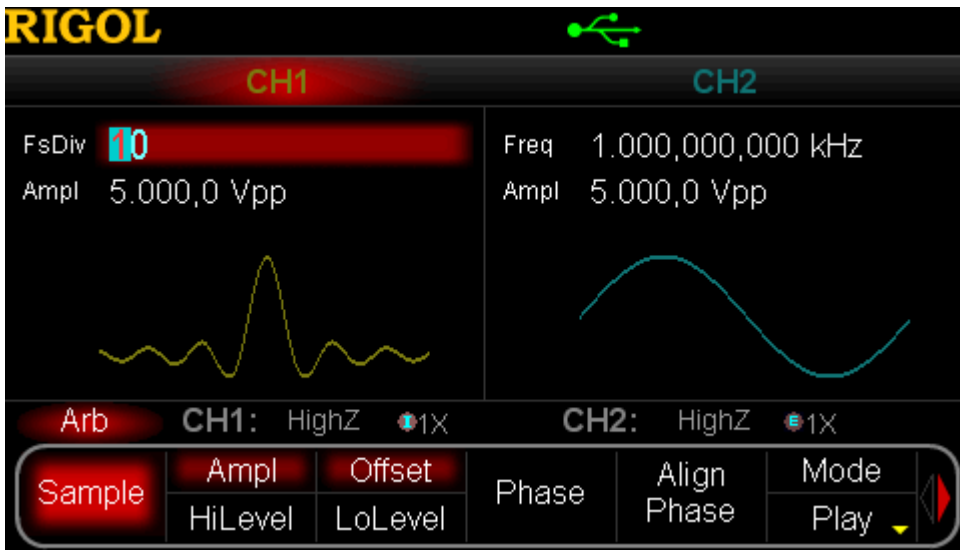 RIGOL
CH1 CH2
FsDiv 10
Ampl 5.000,0 Vpp
Freq 1.000,000,000 kHz
Ampl 5.000,0 Vpp
Arb CH1: HighZ I 1X CH2: HighZ E 1X
Sample
Ampl
HiLevel
Offset
LoLevel
Phase
Align
Phase
Mode
Play